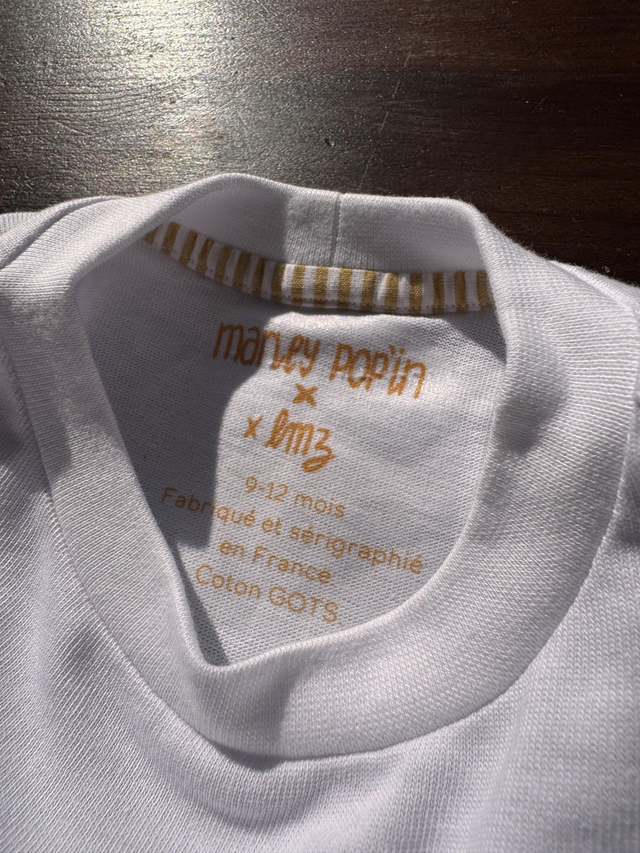 marley pop'in
x
x bmz
9-12 mois
Fabriqué et sérigraphié
en France
Coton GOTS